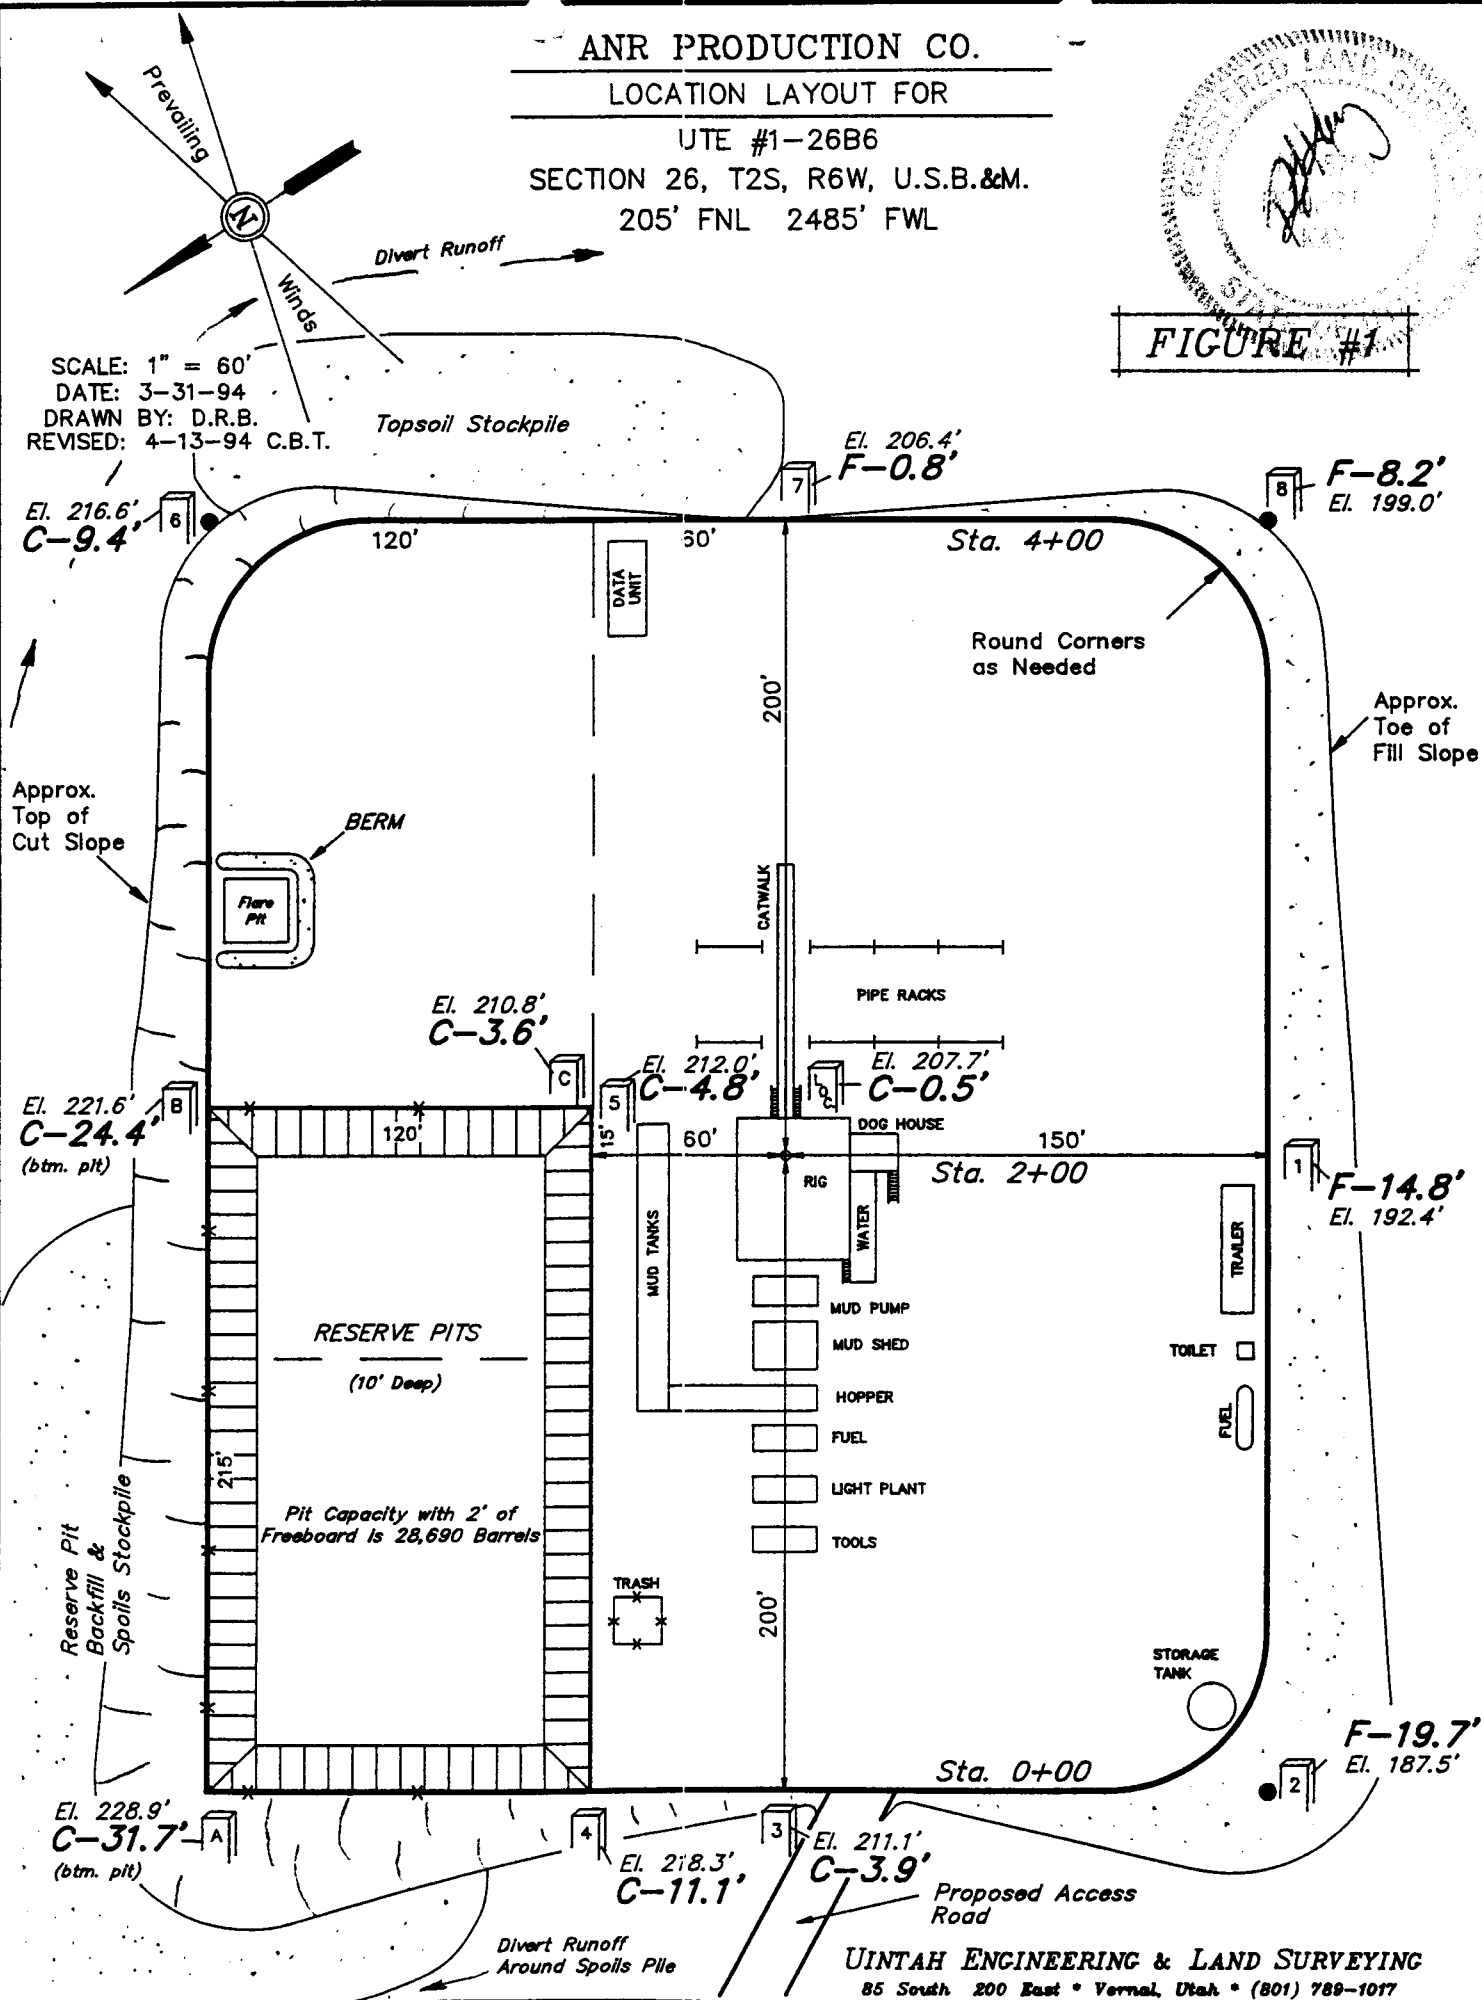 ANR PRODUCTION CO.
LOCATION LAYOUT FOR
UTE #1-26B6
SECTION 26, T2S, R6W, U.S.B.&M.
205' FNL 2485' FWL
REGISTERED LAND
FIGURE #1
Prevailing
N
Winds
Divert Runoff
SCALE: 1" = 60'
DATE: 3-31-94
DRAWN BY: D.R.B.
REVISED: 4-13-94 C.B.T.
Topsoil Stockpile
El. 206.4'
F-0.8'
7
8
F-8.2'
El. 199.0'
El. 216.6'
C-9.4'
6
120'
60'
Sta. 4+00
DATA
UNIT
Round Corners
as Needed
200'
Approx.
Toe of
Fill Slope
Approx.
Top of
Cut Slope
BERM
Flare
Pit
CATWALK
PIPE RACKS
El. 210.8'
C-3.6'
C
El. 212.0'
C-4.8'
5
LOC
El. 207.7'
C-0.5'
El. 221.6'
C-24.4'
(btm. pit)
B
120'
15'
60'
DOG HOUSE
150'
Sta. 2+00
RIG
1
F-14.8'
El. 192.4'
MUD TANKS
WATER
TRAILER
MUD PUMP
RESERVE PITS
(10' Deep)
MUD SHED
TOILET
HOPPER
FUEL
FUEL
215'
LIGHT PLANT
Pit Capacity with 2' of
Freeboard is 28,690 Barrels
TOOLS
Reserve Pit
Backfill &
Spoils Stockpile
TRASH
200'
STORAGE
TANK
F-19.7'
El. 187.5'
2
Sta. 0+00
El. 228.9'
C-31.7'
(btm. pit)
A
4
El. 218.3'
C-11.1'
3
El. 211.1'
C-3.9'
Proposed Access
Road
Divert Runoff
Around Spoils Pile
UINTAH ENGINEERING & LAND SURVEYING
85 South 200 East * Vernal, Utah * (801) 789-1017